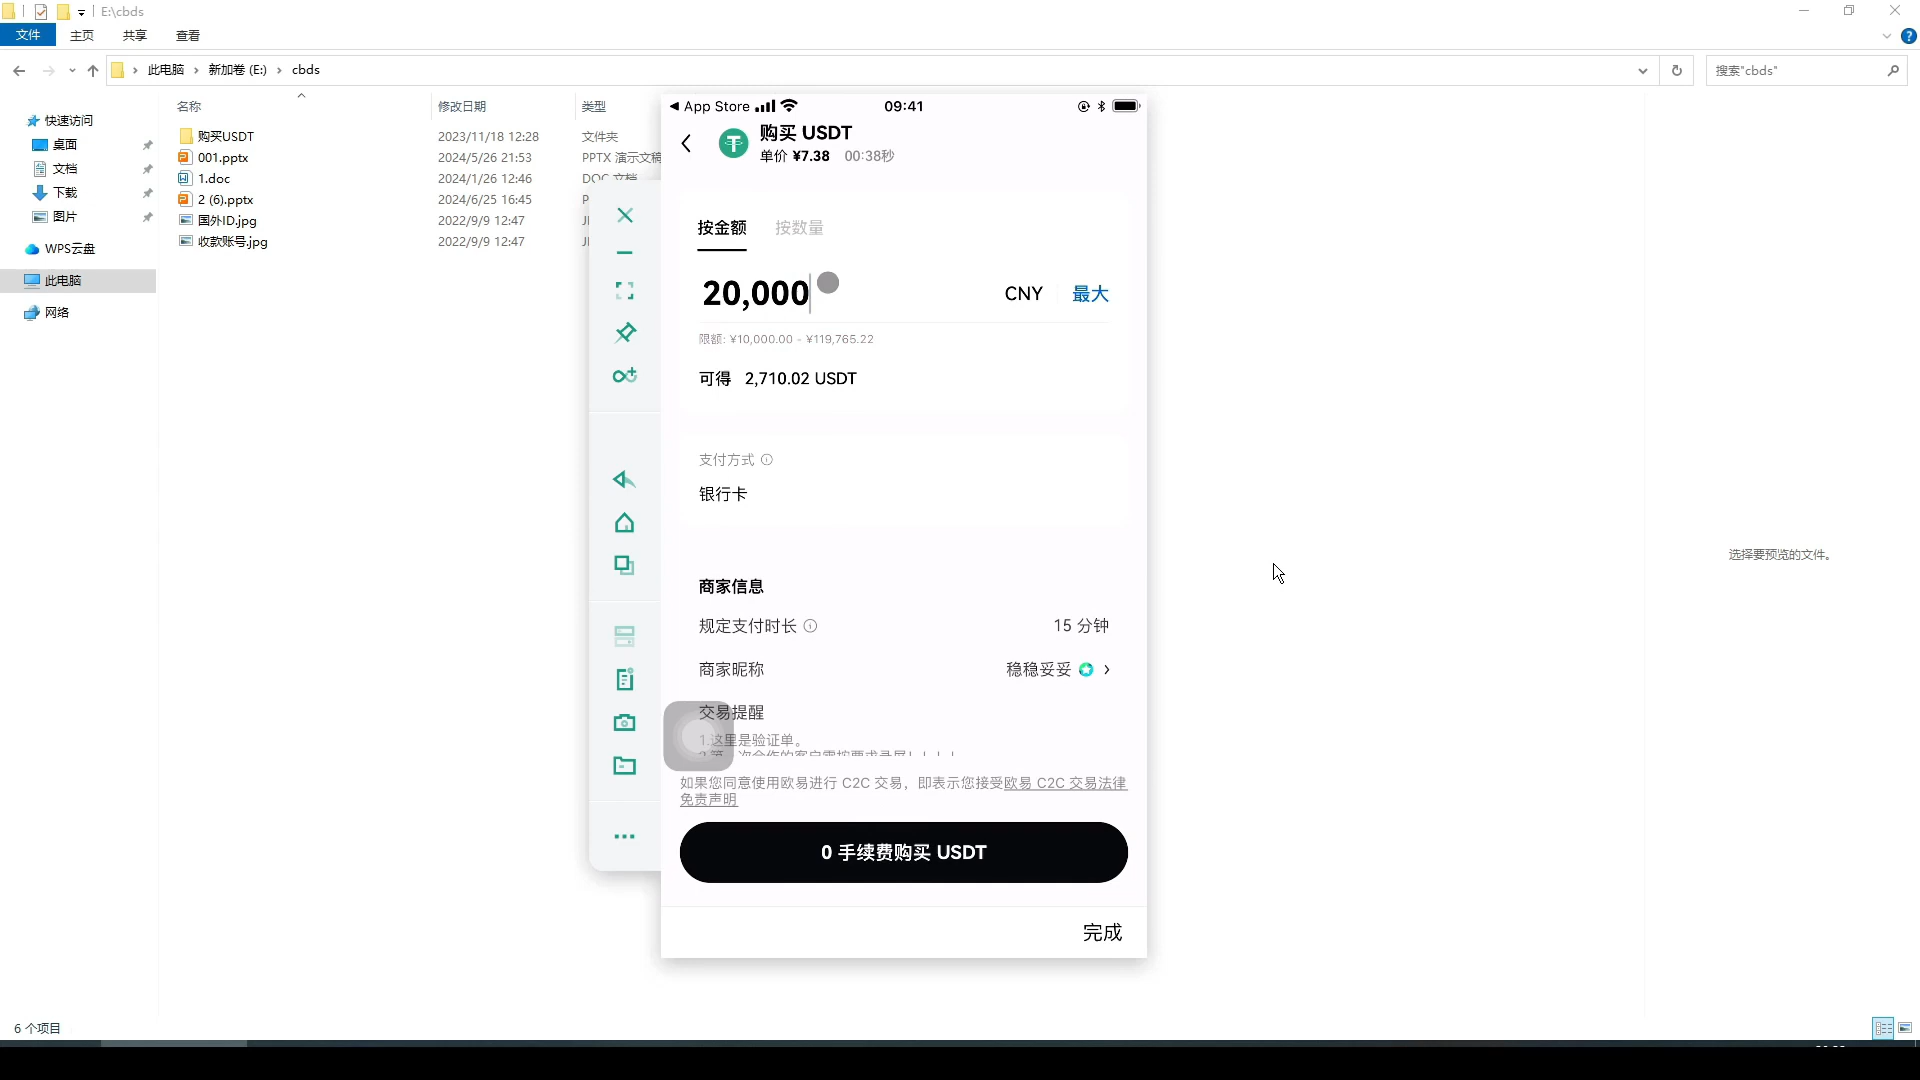 E:\cbds
文件 主页 共享 查看
此电脑 › 新加卷 (E:) › cbds
搜索"cbds"
名称 修改日期 类型
快速访问
桌面
文档
下载
图片
WPS云盘
此电脑
网络
购买USDT 2023/11/18 12:28 文件夹
001.pptx 2024/5/26 21:53 PPTX 演示文稿
1.doc 2024/1/26 12:46 DOC 文档
2 (6).pptx 2024/6/25 16:45 P
国外ID.jpg 2022/9/9 12:47
收款账号.jpg 2022/9/9 12:47
App Store 09:41
购买 USDT
单价 ¥7.38 00:38秒
按金额 按数量
20,000 CNY 最大
限额: ¥10,000.00 - ¥119,765.22
可得 2,710.02 USDT
支付方式
银行卡
商家信息
规定支付时长 15 分钟
商家昵称 稳稳妥妥
交易提醒
1.这里是验证单。
如果您同意使用欧易进行 C2C 交易，即表示您接受欧易 C2C 交易法律
免责声明
0 手续费购买 USDT
完成
选择要预览的文件。
6 个项目